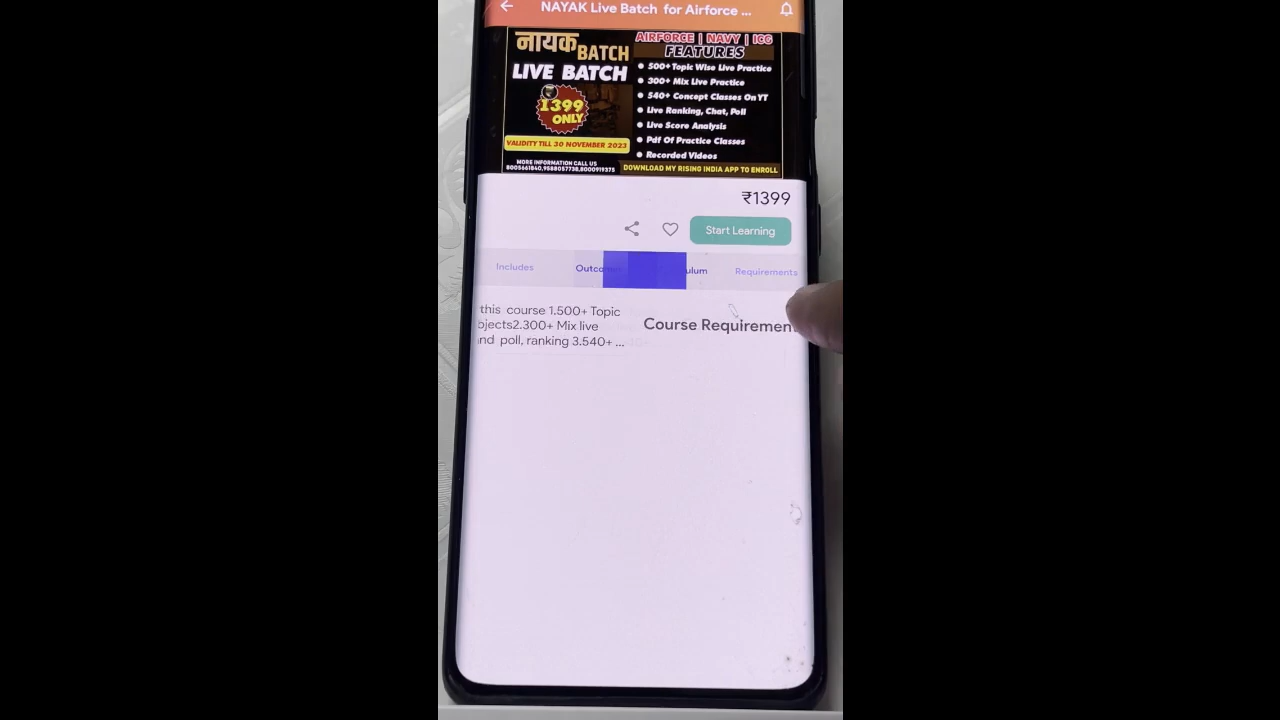 NAYAK Live Batch for Airforce ...
नायक BATCH
LIVE BATCH
1399
ONLY
VALIDITY TILL 30 NOVEMBER 2023
MORE INFORMATION CALL US
8005661840,9588057738,8000919375
AIRFORCE | NAVY | ICG
FEATURES
500+ Topic Wise Live Practice
300+ Mix Live Practice
540+ Concept Classes On YT
Live Ranking, Chat, Poll
Live Score Analysis
Pdf Of Practice Classes
Recorded Videos
DOWNLOAD MY RISING INDIA APP TO ENROLL
₹1399
Start Learning
Includes
Outco
ulum
Requirements
this course 1.500+ Topic
bjects2.300+ Mix live
nd poll, ranking 3.540+ ...
Course Requiremen